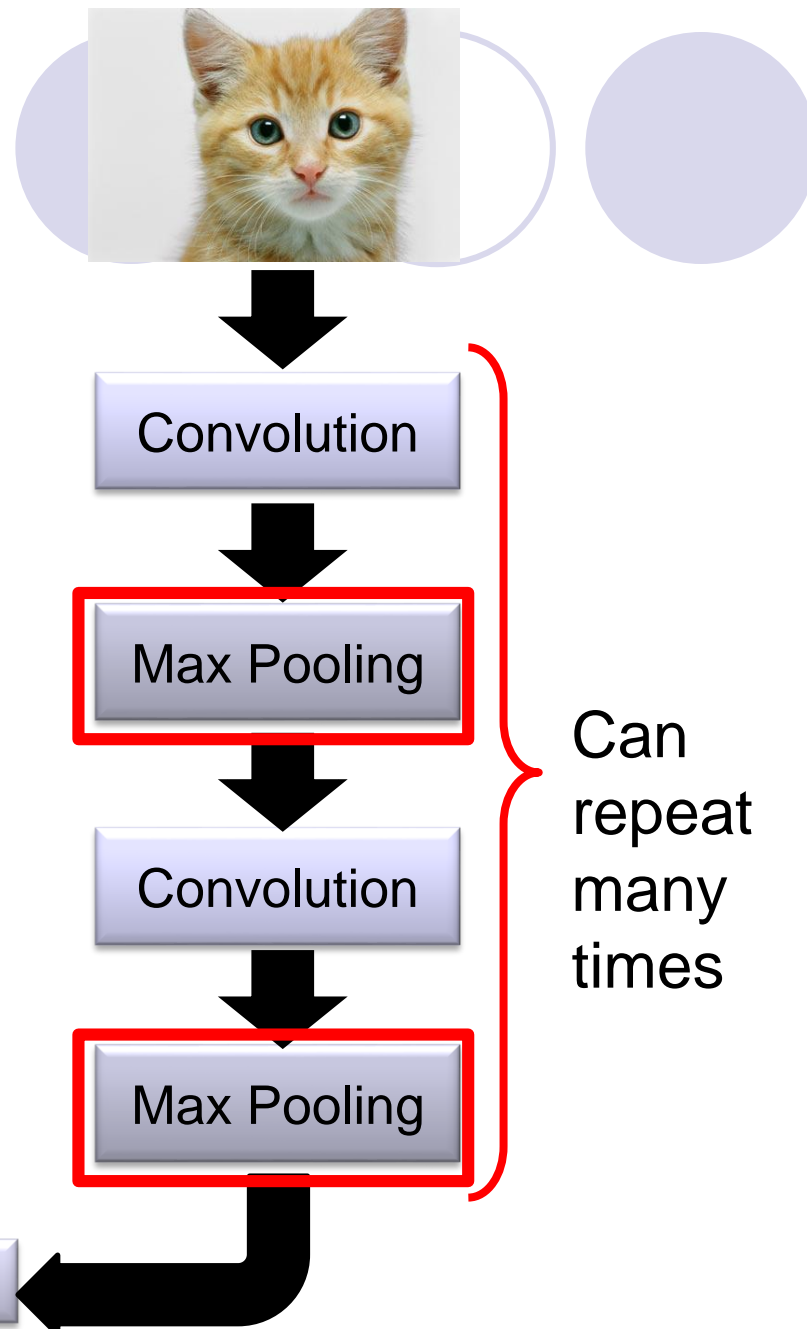 Convolution
Max Pooling
Can
repeat
many
times
Convolution
Max Pooling